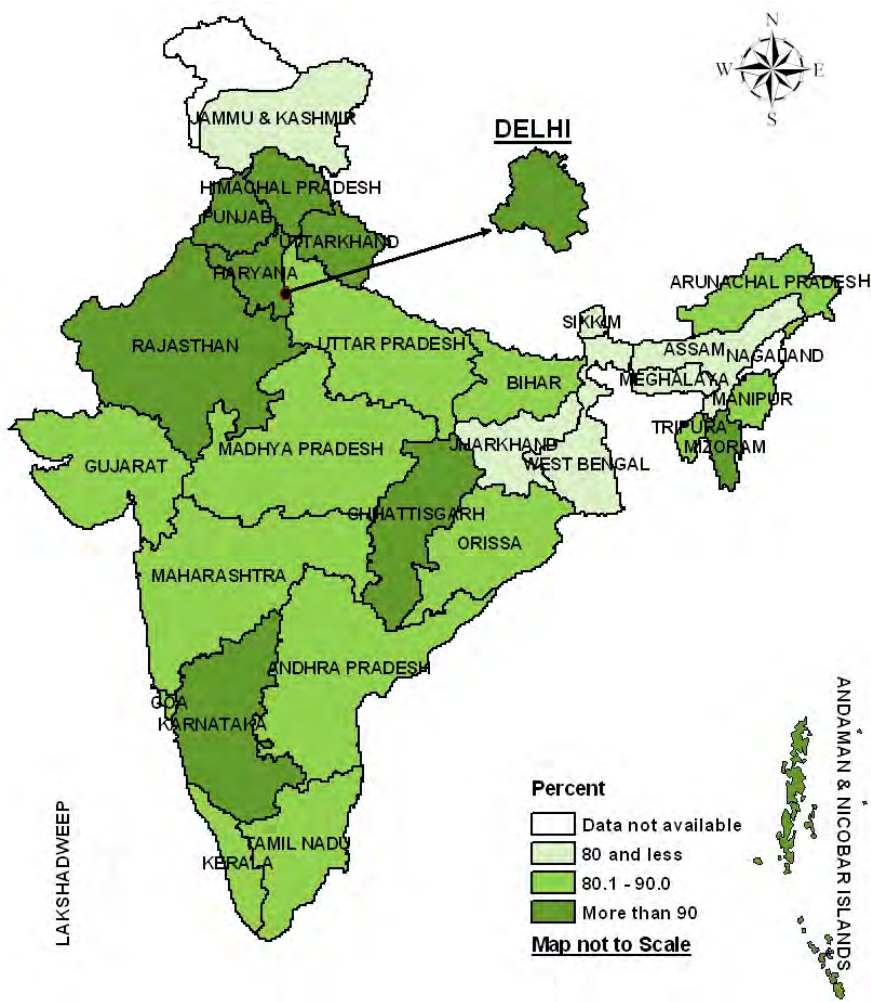 N
W E
S
JAMMU & KASHMIR
DELHI
HIMACHAL PRADESH
PUNJAB
UTTARKHAND
HARYANA
ARUNACHAL PRADESH
SIKKIM
RAJASTHAN
UTTAR PRADESH
ASSAM
NAGALAND
BIHAR
MEGHALAYA
MANIPUR
TRIPURA
MIZORAM
JHARKHAND
MADHYA PRADESH
WEST BENGAL
GUJARAT
CHHATTISGARH
ORISSA
MAHARASHTRA
ANDHRA PRADESH
GOA
KARNATAKA
TAMIL NADU
KERALA
LAKSHADWEEP
ANDAMAN & NICOBAR ISLANDS
Percent
Data not available
80 and less
80.1 - 90.0
More than 90
Map not to Scale